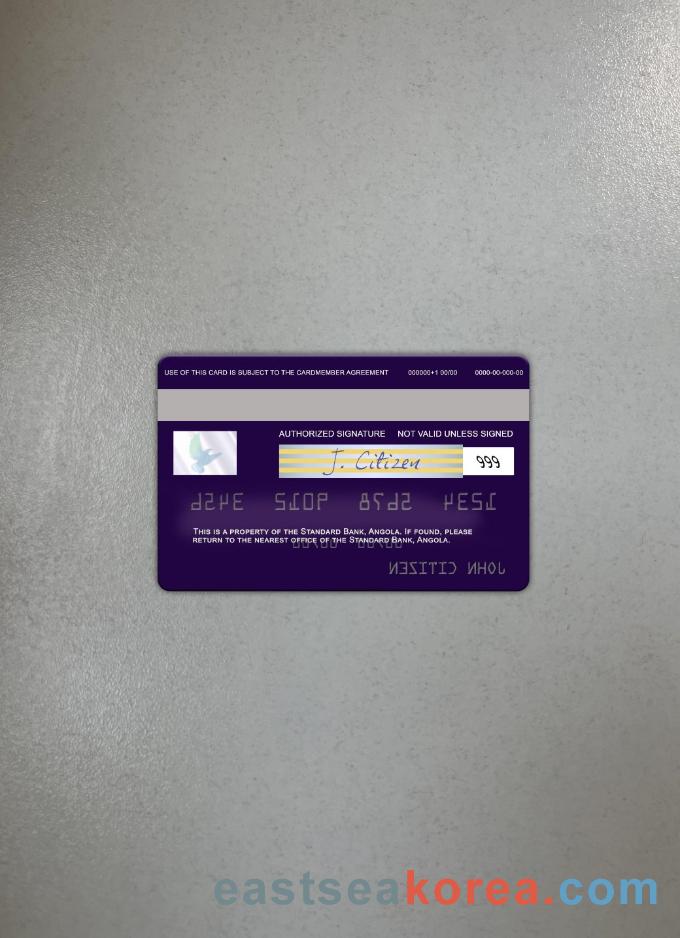 USE OF THIS CARD IS SUBJECT TO THE CARDMEMBER AGREEMENT 000000+1 00/00 0000-00-000-00
AUTHORIZED SIGNATURE NOT VALID UNLESS SIGNED
J. Citizen 999
THIS IS A PROPERTY OF THE STANDARD BANK, ANGOLA. IF FOUND, PLEASE
RETURN TO THE NEAREST OFFICE OF THE STANDARD BANK, ANGOLA.
JOHN CITIZEN
eastseakorea.com